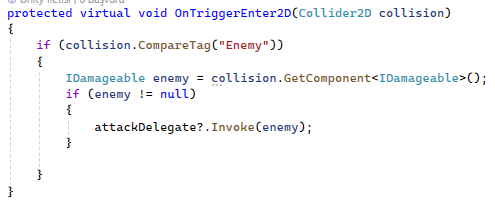 protected virtual void OnTriggerEnter2D(Collider2D collision)
{
if (collision.CompareTag("Enemy"))
{
IDamageable enemy = collision.GetComponent<IDamageable>();
if (enemy != null)
{
attackDelegate?.Invoke(enemy);
}
}
}